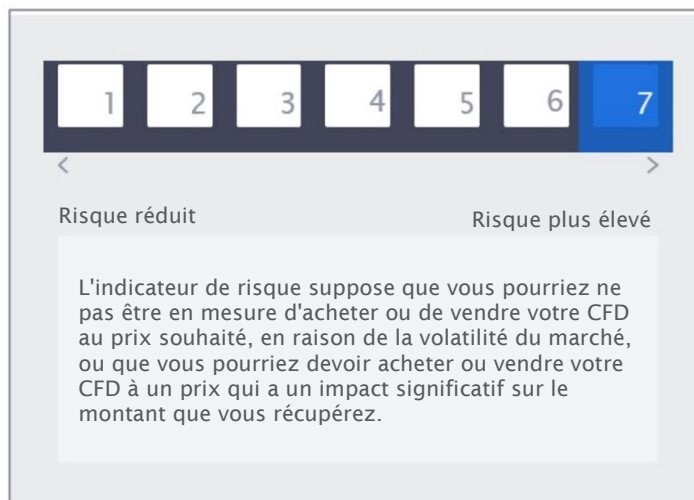 1 2 3 4 5 6 7
< >
Risque réduit Risque plus élevé
L'indicateur de risque suppose que vous pourriez ne
pas être en mesure d'acheter ou de vendre votre CFD
au prix souhaité, en raison de la volatilité du marché,
ou que vous pourriez devoir acheter ou vendre votre
CFD à un prix qui a un impact significatif sur le
montant que vous récupérez.